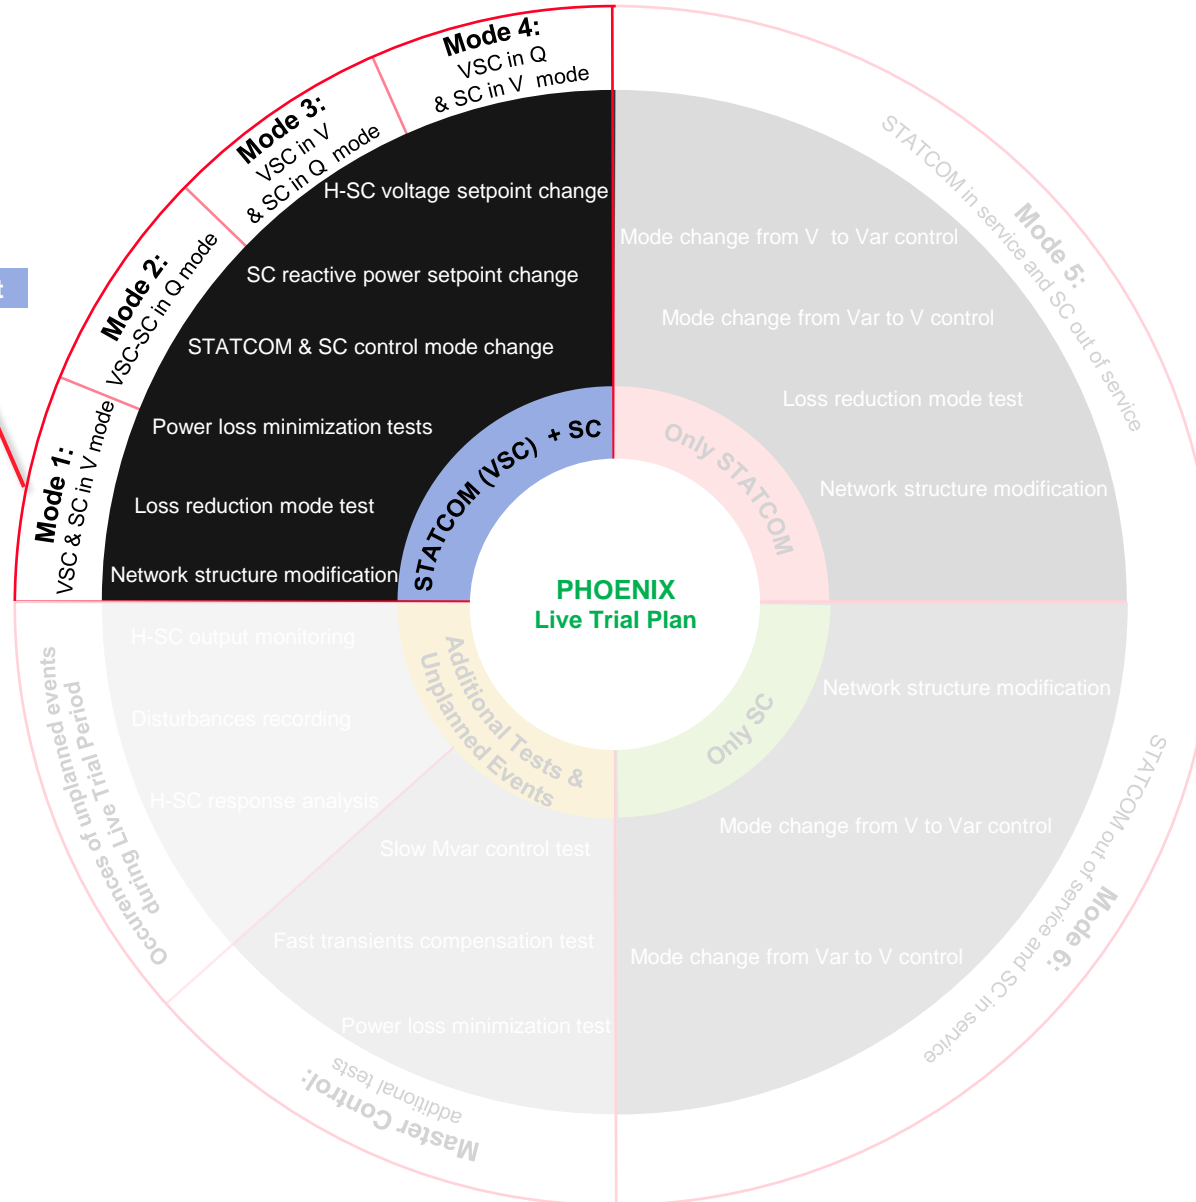 Mode 4:
VSC in Q
& SC in V mode
Mode 3:
VSC in V
& SC in Q mode
Mode 2:
VSC-SC in Q mode
Mode 1:
VSC & SC in V mode
t
H-SC voltage setpoint change
SC reactive power setpoint change
STATCOM & SC control mode change
Power loss minimization tests
Loss reduction mode test
Network structure modification
STATCOM (VSC) + SC
Mode 5:
STATCOM in service and SC out of service
Mode change from V to Var control
Mode change from Var to V control
Loss reduction mode test
Network structure modification
Only STATCOM
PHOENIX
Live Trial Plan
Only SC
Network structure modification
Mode change from V to Var control
Mode change from Var to V control
Mode 6:
STATCOM out of service and SC in service
Additional Tests &
Unplanned Events
H-SC output monitoring
Disturbances recording
H-SC response analysis
Occurences of unplanned events
during Live Trial Period
Slow Mvar control test
Fast transients compensation test
Power loss minimization test
Master Control:
additional tests